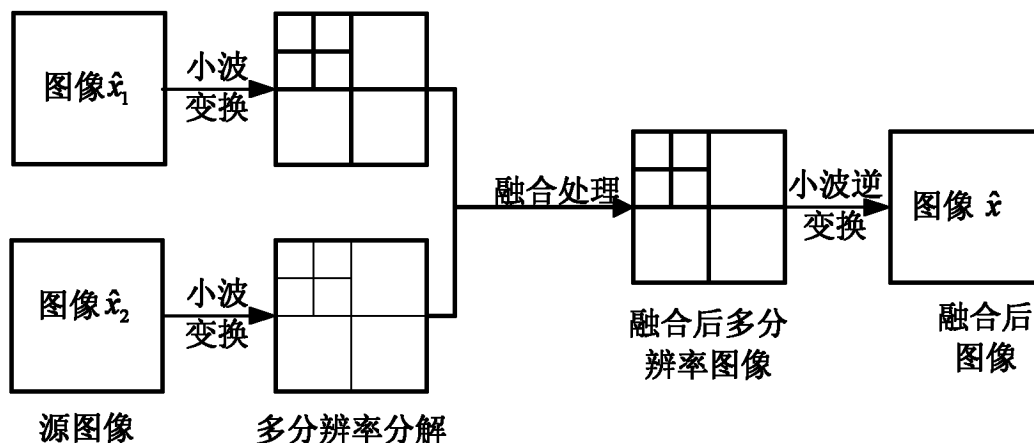 图像x̂₁
小波
变换
融合处理
小波逆
变换
图像 x̂
图像x̂₂
小波
变换
源图像
多分辨率分解
融合后多分
辨率图像
融合后
图像